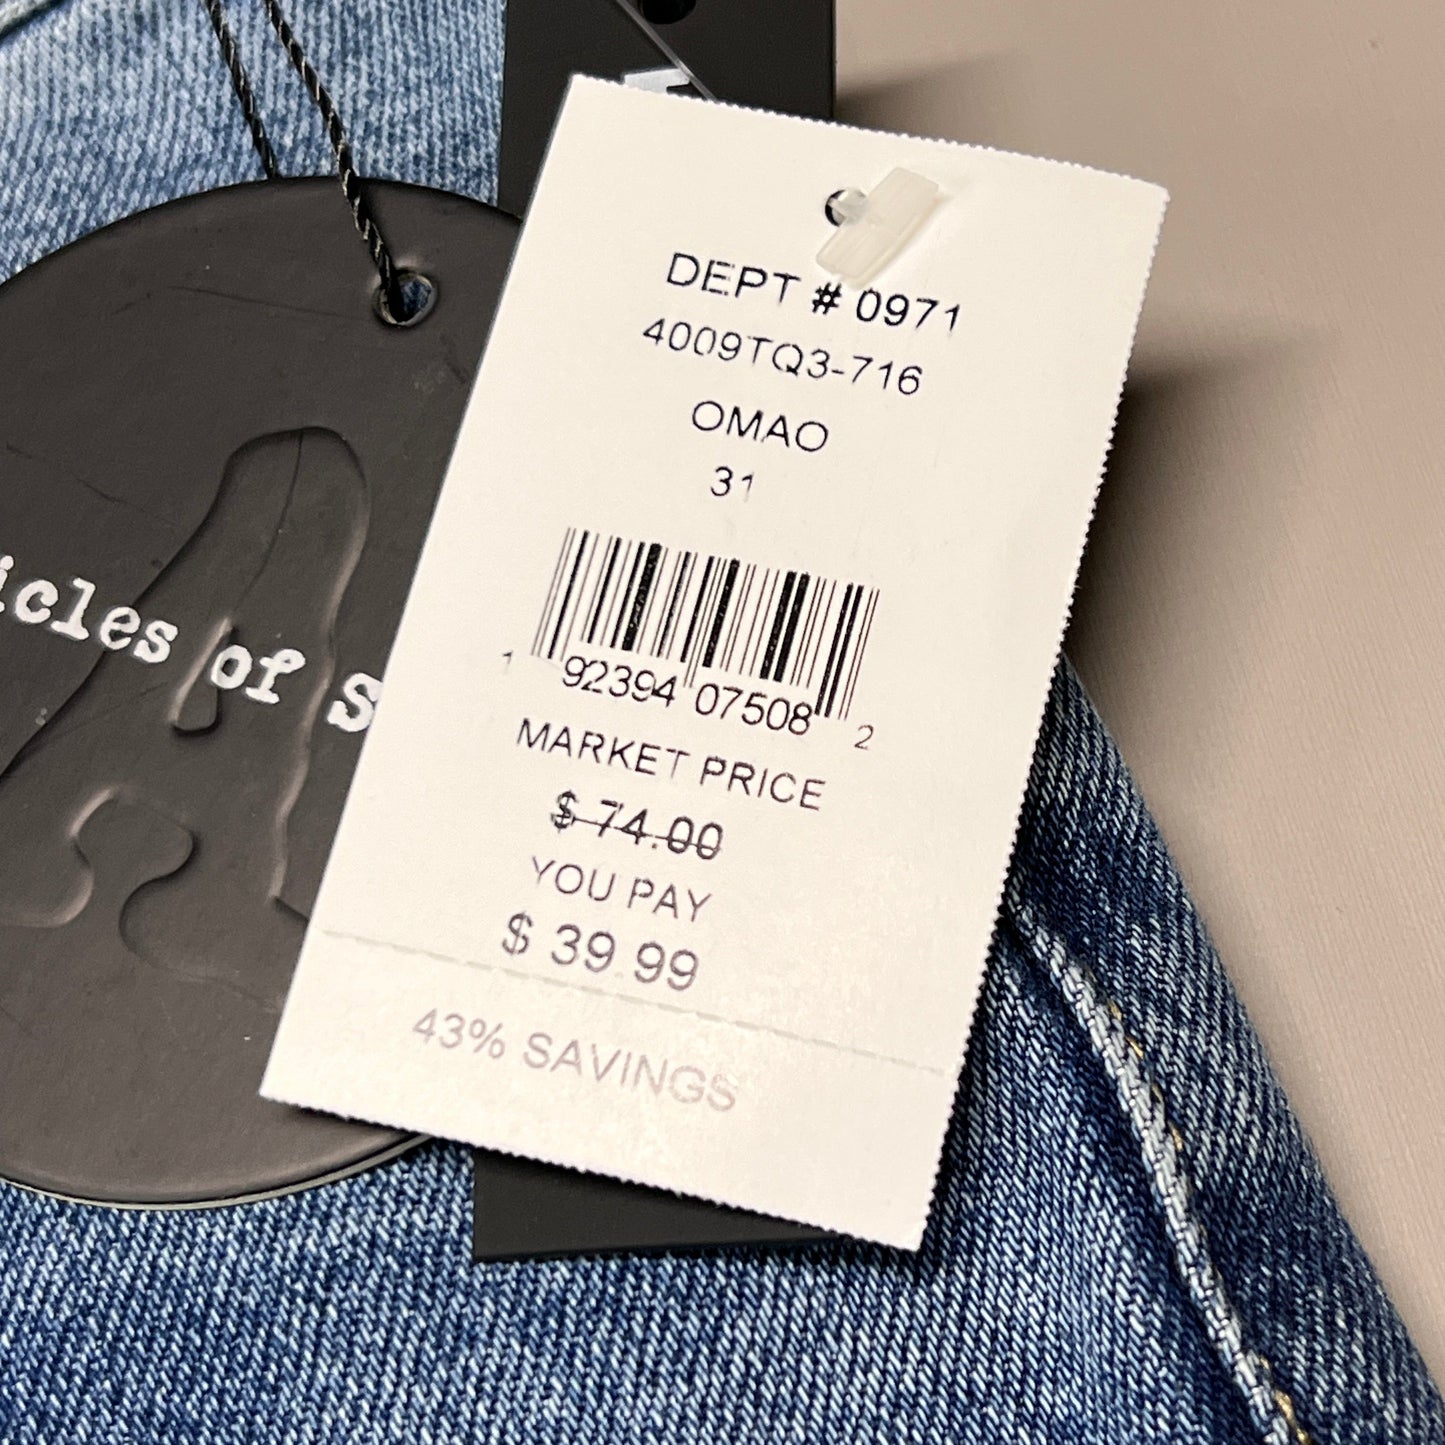 icles of S
DEPT # 0971
4009TQ3-716
OMAO
31
1 92394 07508 2
MARKET PRICE
$ 74.00
YOU PAY
$ 39.99
43% SAVINGS